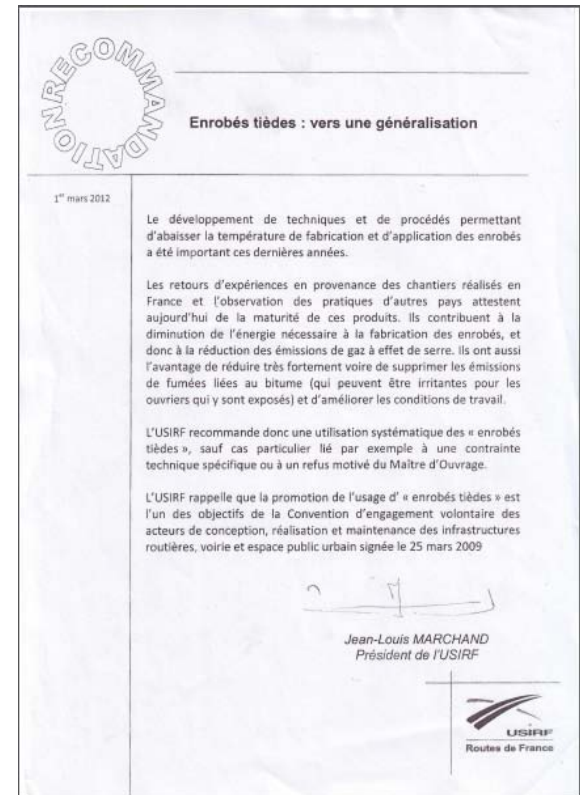 RECOMMANDATION
Enrobés tièdes : vers une généralisation
1er mars 2012
Le développement de techniques et de procédés permettant
d'abaisser la température de fabrication et d'application des enrobés
a été important ces dernières années.
Les retours d'expériences en provenance des chantiers réalisés en
France et l'observation des pratiques d'autres pays attestent
aujourd'hui de la maturité de ces produits. Ils contribuent à la
diminution de l'énergie nécessaire à la fabrication des enrobés, et
donc à la réduction des émissions de gaz à effet de serre. Ils ont aussi
l'avantage de réduire très fortement voire de supprimer les émissions
de fumées liées au bitume (qui peuvent être irritantes pour les
ouvriers qui y sont exposés) et d'améliorer les conditions de travail.
L'USIRF recommande donc une utilisation systématique des « enrobés
tièdes », sauf cas particulier lié par exemple à une contrainte
technique spécifique ou à un refus motivé du Maître d'Ouvrage.
L'USIRF rappelle que la promotion de l'usage d' « enrobés tièdes » est
l'un des objectifs de la Convention d'engagement volontaire des
acteurs de conception, réalisation et maintenance des infrastructures
routières, voirie et espace public urbain signée le 25 mars 2009
Jean-Louis MARCHAND
Président de l'USIRF
USIRF
Routes de France